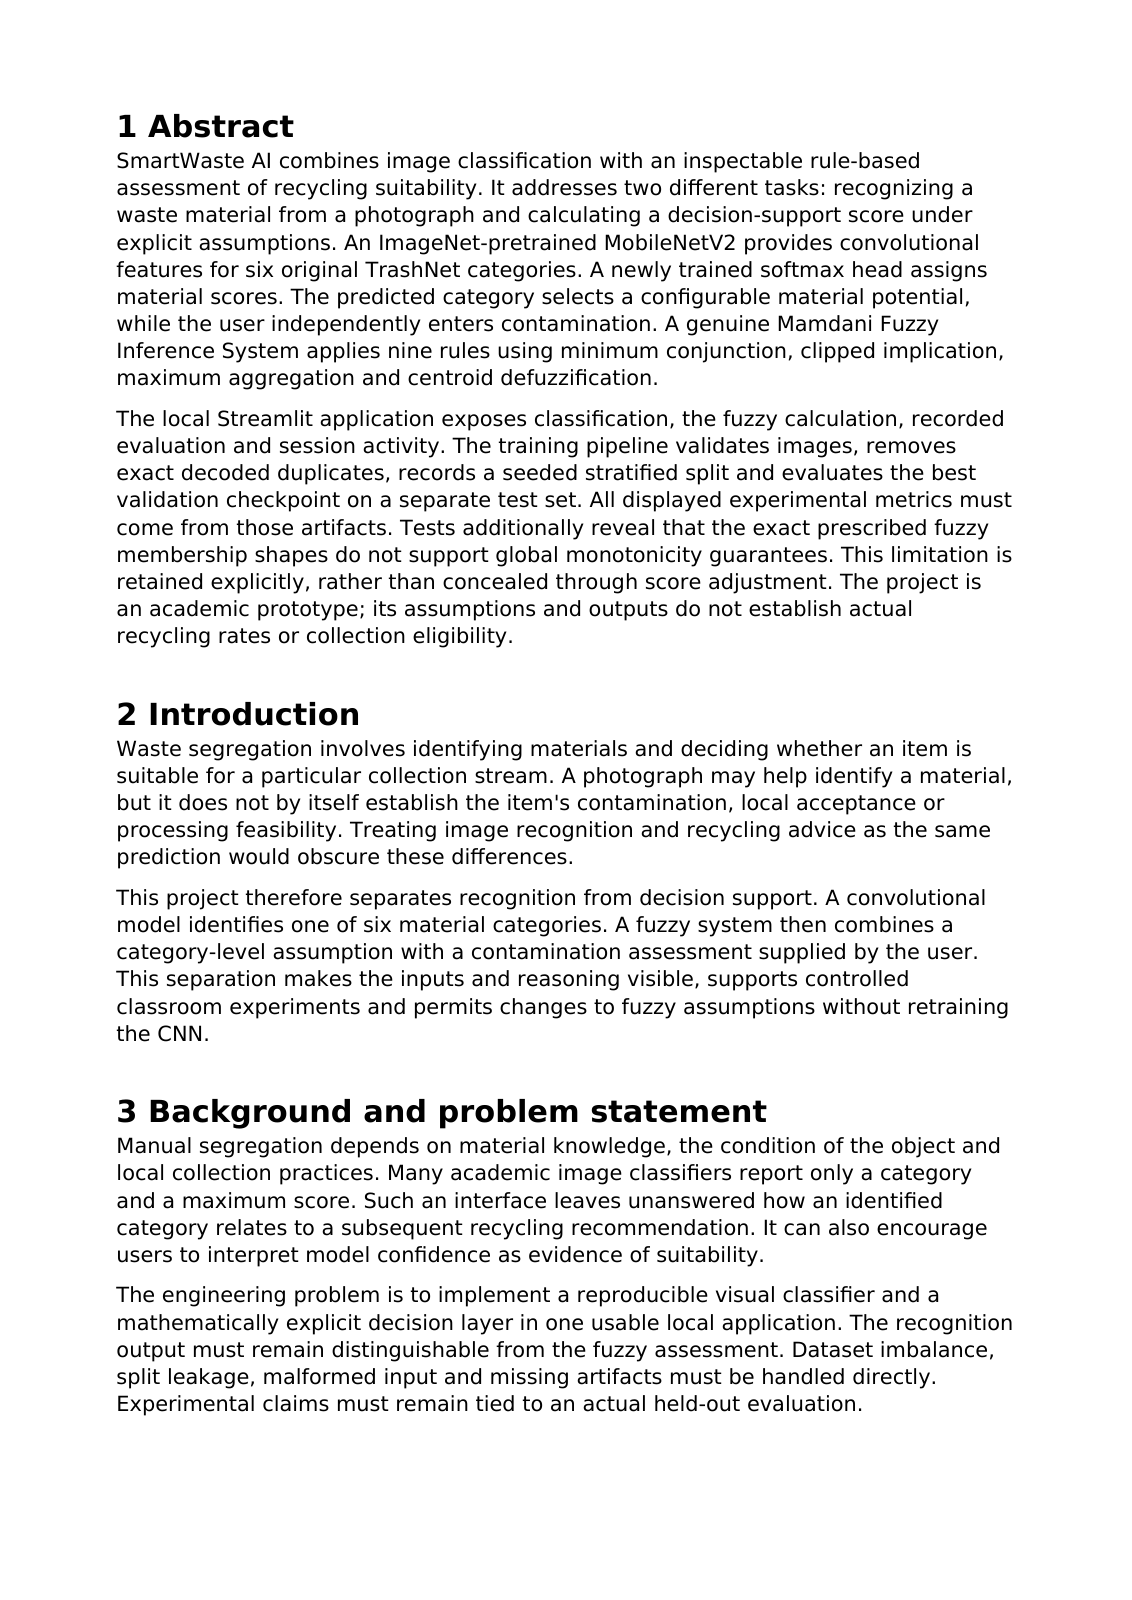 1 Abstract
SmartWaste AI combines image classification with an inspectable rule-based
assessment of recycling suitability. It addresses two different tasks: recognizing a
waste material from a photograph and calculating a decision-support score under
explicit assumptions. An ImageNet-pretrained MobileNetV2 provides convolutional
features for six original TrashNet categories. A newly trained softmax head assigns
material scores. The predicted category selects a configurable material potential,
while the user independently enters contamination. A genuine Mamdani Fuzzy
Inference System applies nine rules using minimum conjunction, clipped implication,
maximum aggregation and centroid defuzzification.
The local Streamlit application exposes classification, the fuzzy calculation, recorded
evaluation and session activity. The training pipeline validates images, removes
exact decoded duplicates, records a seeded stratified split and evaluates the best
validation checkpoint on a separate test set. All displayed experimental metrics must
come from those artifacts. Tests additionally reveal that the exact prescribed fuzzy
membership shapes do not support global monotonicity guarantees. This limitation is
retained explicitly, rather than concealed through score adjustment. The project is
an academic prototype; its assumptions and outputs do not establish actual
recycling rates or collection eligibility.
2 Introduction
Waste segregation involves identifying materials and deciding whether an item is
suitable for a particular collection stream. A photograph may help identify a material,
but it does not by itself establish the item's contamination, local acceptance or
processing feasibility. Treating image recognition and recycling advice as the same
prediction would obscure these differences.
This project therefore separates recognition from decision support. A convolutional
model identifies one of six material categories. A fuzzy system then combines a
category-level assumption with a contamination assessment supplied by the user.
This separation makes the inputs and reasoning visible, supports controlled
classroom experiments and permits changes to fuzzy assumptions without retraining
the CNN.
3 Background and problem statement
Manual segregation depends on material knowledge, the condition of the object and
local collection practices. Many academic image classifiers report only a category
and a maximum score. Such an interface leaves unanswered how an identified
category relates to a subsequent recycling recommendation. It can also encourage
users to interpret model confidence as evidence of suitability.
The engineering problem is to implement a reproducible visual classifier and a
mathematically explicit decision layer in one usable local application. The recognition
output must remain distinguishable from the fuzzy assessment. Dataset imbalance,
split leakage, malformed input and missing artifacts must be handled directly.
Experimental claims must remain tied to an actual held-out evaluation.